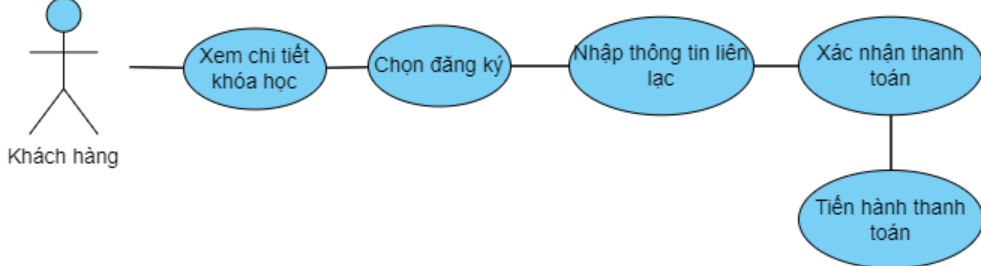 Xem chi tiết
khóa học
Chọn đăng ký
Nhập thông tin liên
lạc
Xác nhận thanh
toán
Khách hàng
Tiến hành thanh
toán